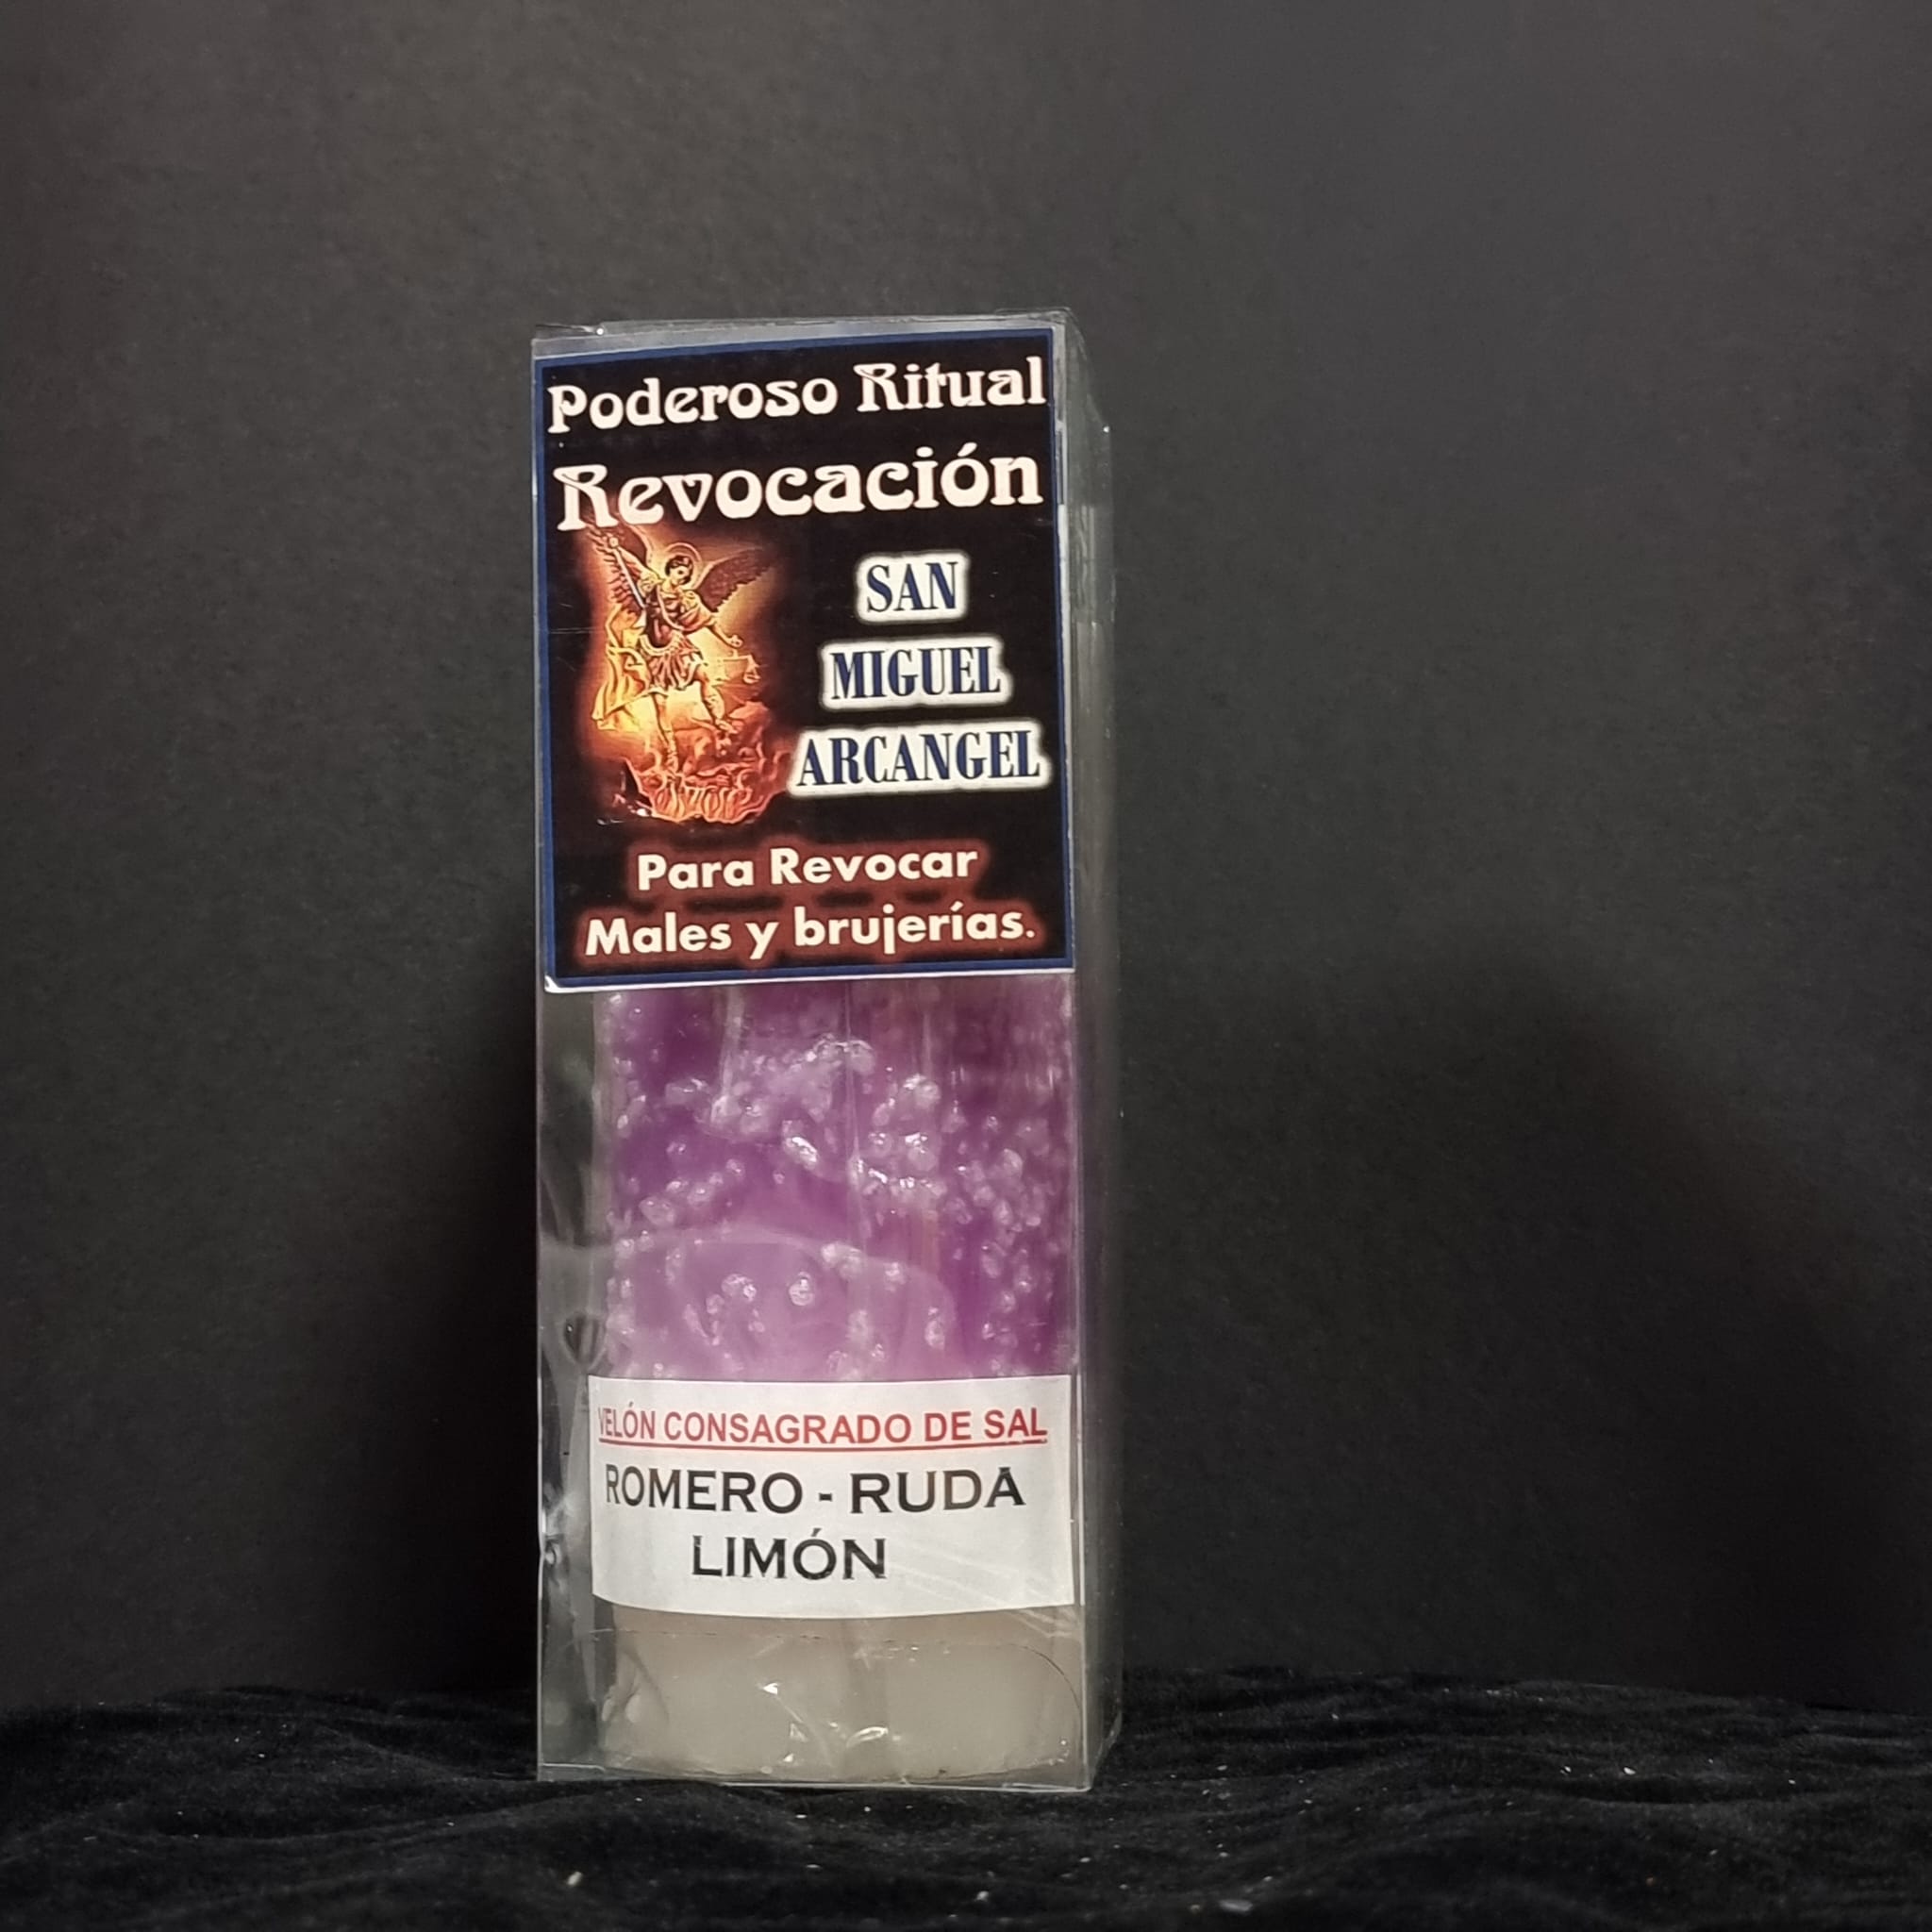 Poderoso Ritual
Revocación
SAN
MIGUEL
ARCANGEL
Para Revocar
Males y brujerías.
VELÓN CONSAGRADO DE SAL
ROMERO - RUDA
LIMÓN